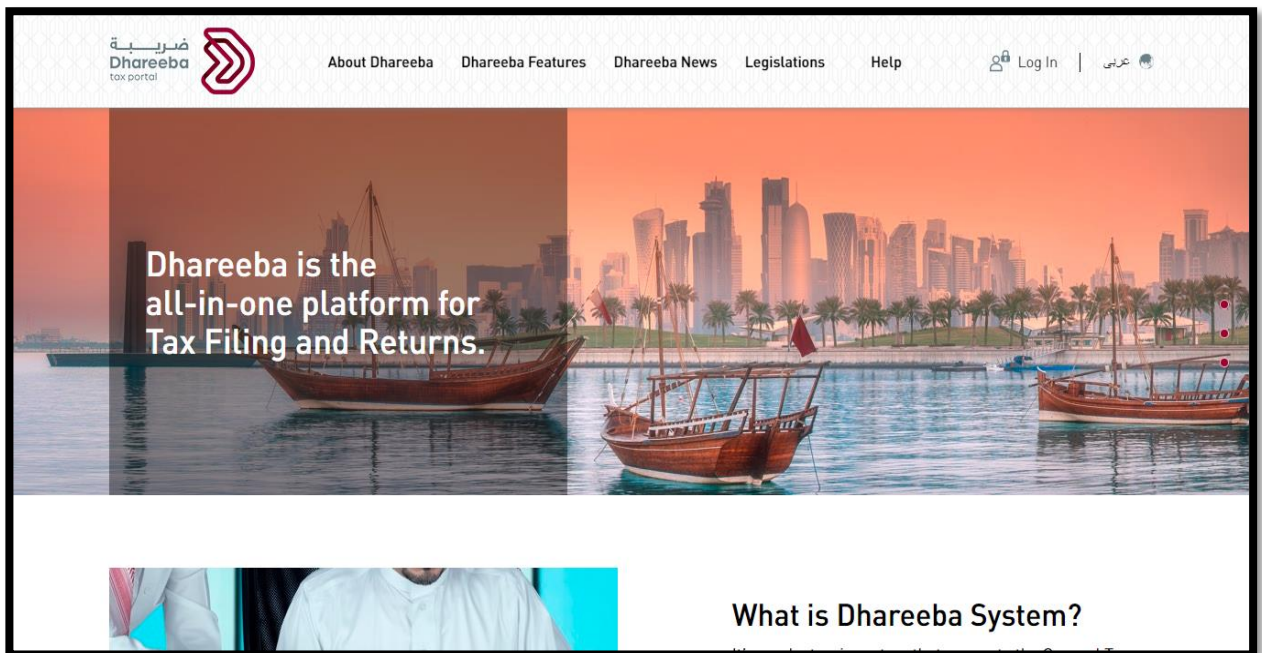 ضريبة
Dhareeba
tax portal
About Dhareeba
Dhareeba Features
Dhareeba News
Legislations
Help
Log In
عربي
Dhareeba is the
all-in-one platform for
Tax Filing and Returns.
What is Dhareeba System?